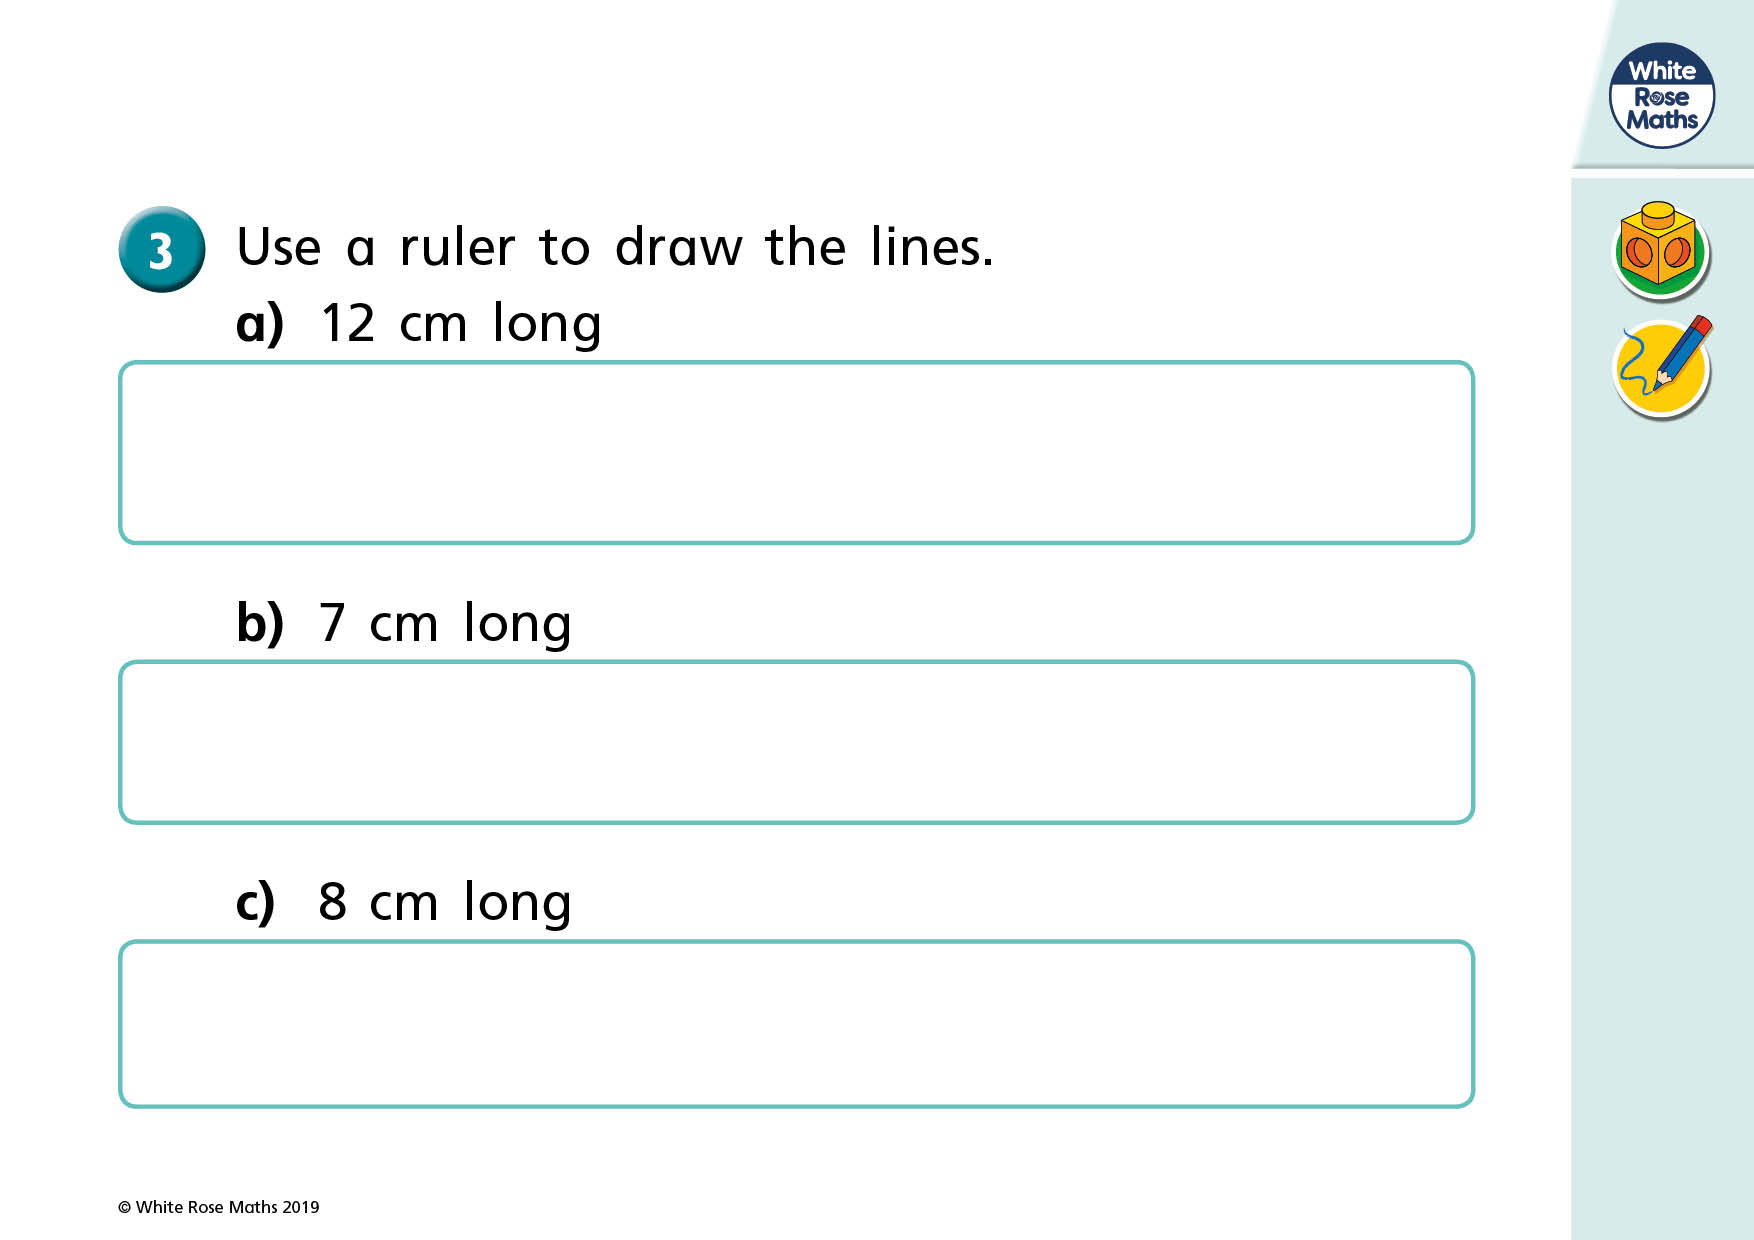 White
Rose
Maths
3 Use a ruler to draw the lines.
a) 12 cm long
b) 7 cm long
c) 8 cm long
© White Rose Maths 2019